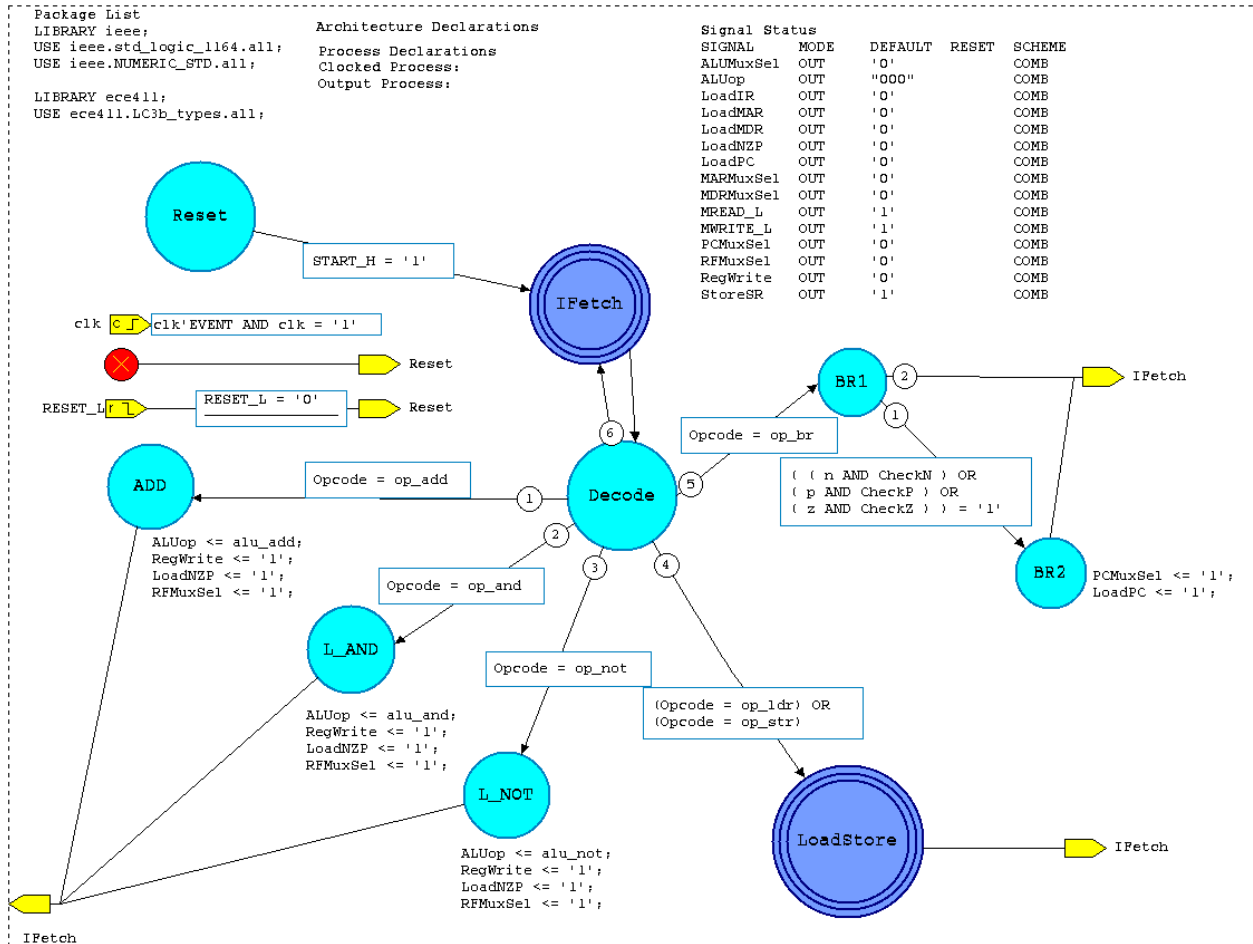 Package List
LIBRARY ieee;
USE ieee.std_logic_1164.all;
USE ieee.NUMERIC_STD.all;
LIBRARY ece411;
USE ece411.LC3b_types.all;
Architecture Declarations
Process Declarations
Clocked Process:
Output Process:
Signal Status
SIGNAL MODE DEFAULT RESET SCHEME
ALUMuxSel OUT '0' COMB
ALUop OUT "000" COMB
LoadIR OUT '0' COMB
LoadMAR OUT '0' COMB
LoadMDR OUT '0' COMB
LoadNZP OUT '0' COMB
LoadPC OUT '0' COMB
MARMuxSel OUT '0' COMB
MDRMuxSel OUT '0' COMB
MREAD_L OUT '1' COMB
MWRITE_L OUT '1' COMB
PCMuxSel OUT '0' COMB
RFMuxSel OUT '0' COMB
RegWrite OUT '0' COMB
StoreSR OUT '1' COMB
Reset
START_H = '1'
IFetch
clk c clk'EVENT AND clk = '1'
Reset
RESET_L r RESET_L = '0' Reset
BR1
2
IFetch
1
6
Opcode = op_br
5
( ( n AND CheckN ) OR
( p AND CheckP ) OR
( z AND CheckZ ) ) = '1'
Decode
ADD
Opcode = op_add
1
ALUop <= alu_add;
RegWrite <= '1';
LoadNZP <= '1';
RFMuxSel <= '1';
2
3
4
BR2
PCMuxSel <= '1';
LoadPC <= '1';
Opcode = op_and
L_AND
Opcode = op_not
(Opcode = op_ldr) OR
(Opcode = op_str)
ALUop <= alu_and;
RegWrite <= '1';
LoadNZP <= '1';
RFMuxSel <= '1';
L_NOT
LoadStore
IFetch
ALUop <= alu_not;
RegWrite <= '1';
LoadNZP <= '1';
RFMuxSel <= '1';
IFetch